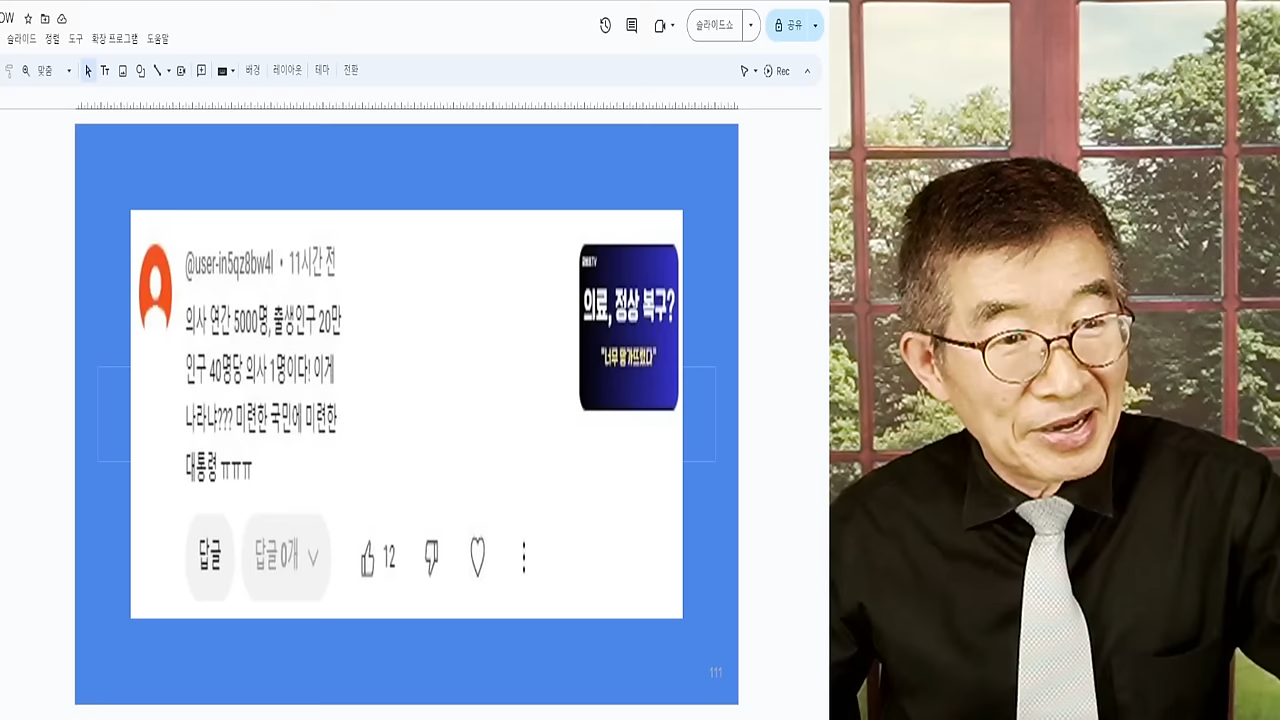 OW
슬라이드 정렬 도구 확장 프로그램 도움말
슬라이드쇼
공유
맞춤
배경 레이아웃 테마 전환
Rec
@user-in5qz8bw4l • 11시간 전
의사 연간 5000명, 출생인구 20만
인구 40명당 의사 1명이다! 이게
나라냐??? 미련한 국민에 미련한
대통령 ㅠㅠㅠ
답글
답글 0개
12
의료, 정상 복구?
"너무 망가뜨렸다"
111